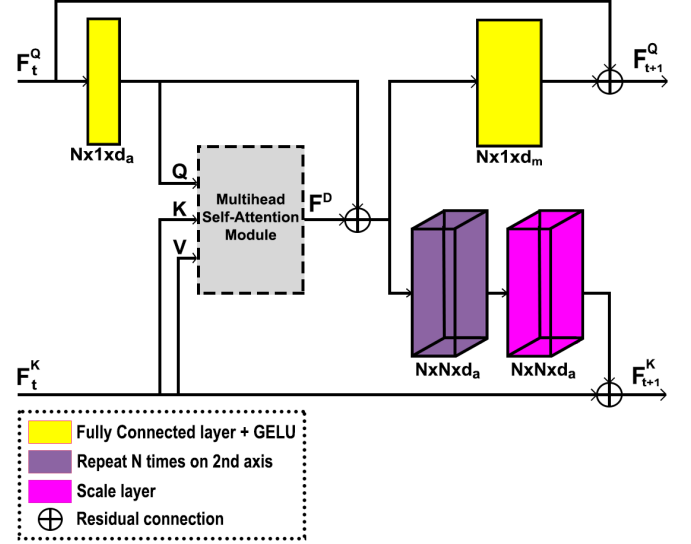 F_t^Q
F_{t+1}^Q
Nx1xd_a
Nx1xd_m
Q
K
V
Multihead
Self-Attention
Module
F^D
NxNxd_a
NxNxd_a
F_t^K
F_{t+1}^K
Fully Connected layer + GELU
Repeat N times on 2nd axis
Scale layer
Residual connection